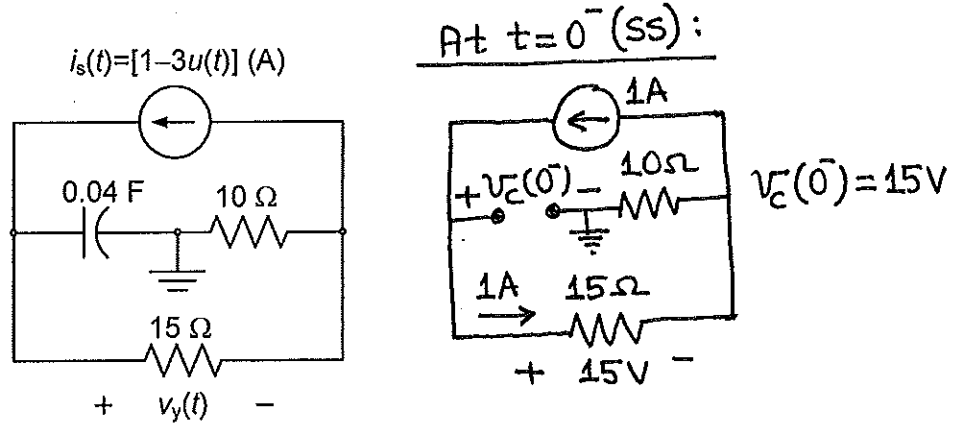 i_s(t)=[1–3u(t)] (A)
0.04 F
10 Ω
15 Ω
+ v_y(t) –
At t=0⁻(SS):
1A
10Ω
+ v_c(0⁻) –
v_c(0⁻)=15V
1A
15Ω
+ 15V –